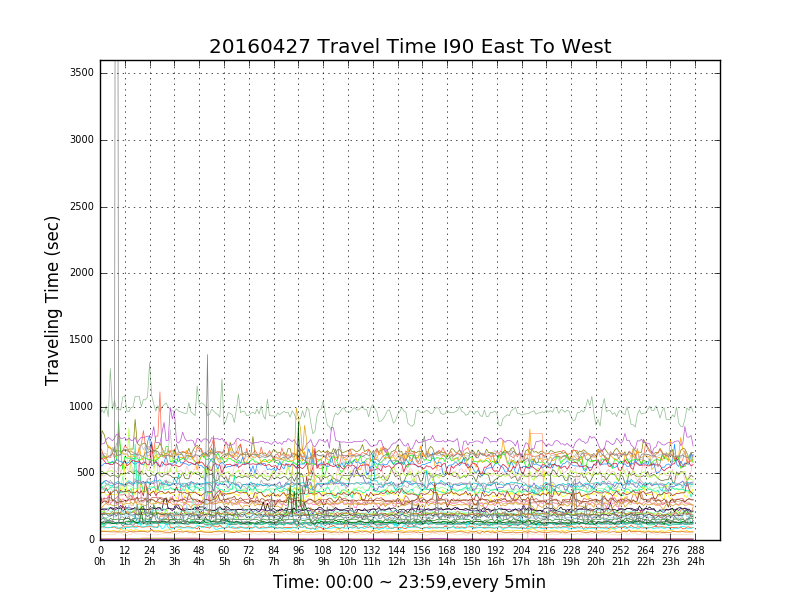 20160427 Travel Time I90 East To West
3500
3000
2500
2000
1500
1000
500
0
Traveling Time (sec)
0 12 24 36 48 60 72 84 96 108 120 132 144 156 168 180 192 204 216 228 240 252 264 276 288
0h 1h 2h 3h 4h 5h 6h 7h 8h 9h 10h 11h 12h 13h 14h 15h 16h 17h 18h 19h 20h 21h 22h 23h 24h
Time: 00:00 ~ 23:59,every 5min